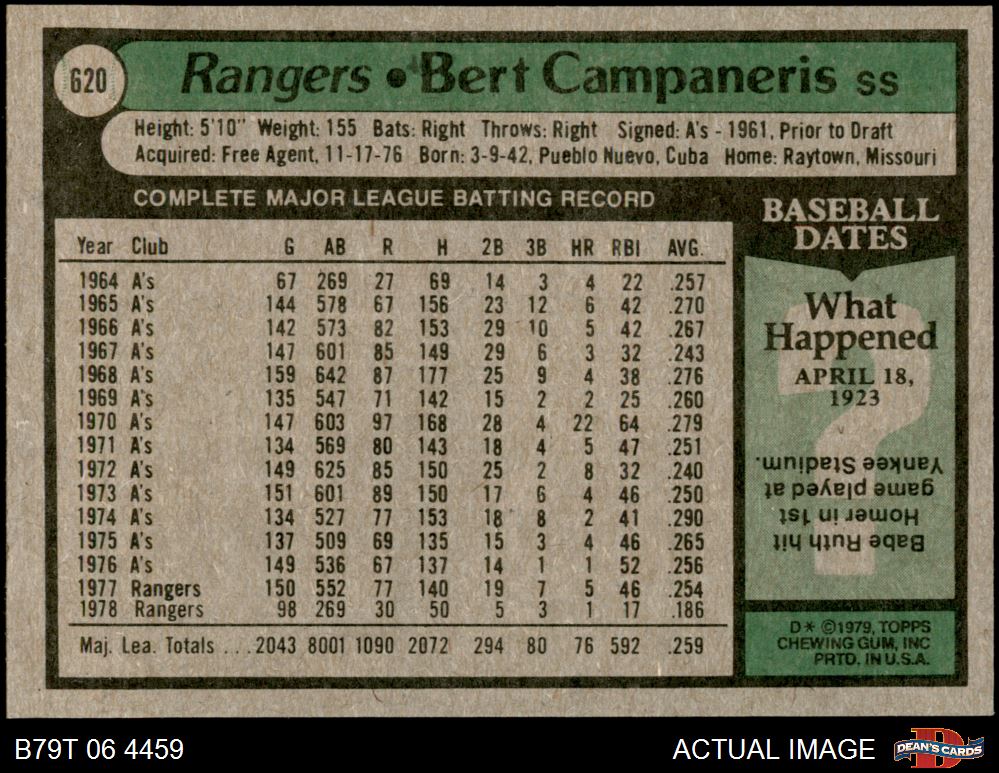 620
Rangers • Bert Campaneris SS
Height: 5'10" Weight: 155 Bats: Right Throws: Right Signed: A's - 1961, Prior to Draft
Acquired: Free Agent, 11-17-76 Born: 3-9-42, Pueblo Nuevo, Cuba Home: Raytown, Missouri
COMPLETE MAJOR LEAGUE BATTING RECORD
Year Club G AB R H 2B 3B HR RBI AVG.
1964 A's 67 269 27 69 14 3 4 22 .257
1965 A's 144 578 67 156 23 12 6 42 .270
1966 A's 142 573 82 153 29 10 5 42 .267
1967 A's 147 601 85 149 29 6 3 32 .243
1968 A's 159 642 87 177 25 9 4 38 .276
1969 A's 135 547 71 142 15 2 2 25 .260
1970 A's 147 603 97 168 28 4 22 64 .279
1971 A's 134 569 80 143 18 4 5 47 .251
1972 A's 149 625 85 150 25 2 8 32 .240
1973 A's 151 601 89 150 17 6 4 46 .250
1974 A's 134 527 77 153 18 8 2 41 .290
1975 A's 137 509 69 135 15 3 4 46 .265
1976 A's 149 536 67 137 14 1 1 52 .256
1977 Rangers 150 552 77 140 19 7 5 46 .254
1978 Rangers 98 269 30 50 5 3 1 17 .186
Maj. Lea. Totals ... 2043 8001 1090 2072 294 80 76 592 .259
BASEBALL
DATES
What
Happened
APRIL 18,
1923
Babe Ruth hit
Homer in 1st
game played at
Yankee Stadium.
D* ©1979, TOPPS
CHEWING GUM, INC
PRTD. IN U.S.A.
B79T 06 4459
ACTUAL IMAGE
DEAN'S CARDS